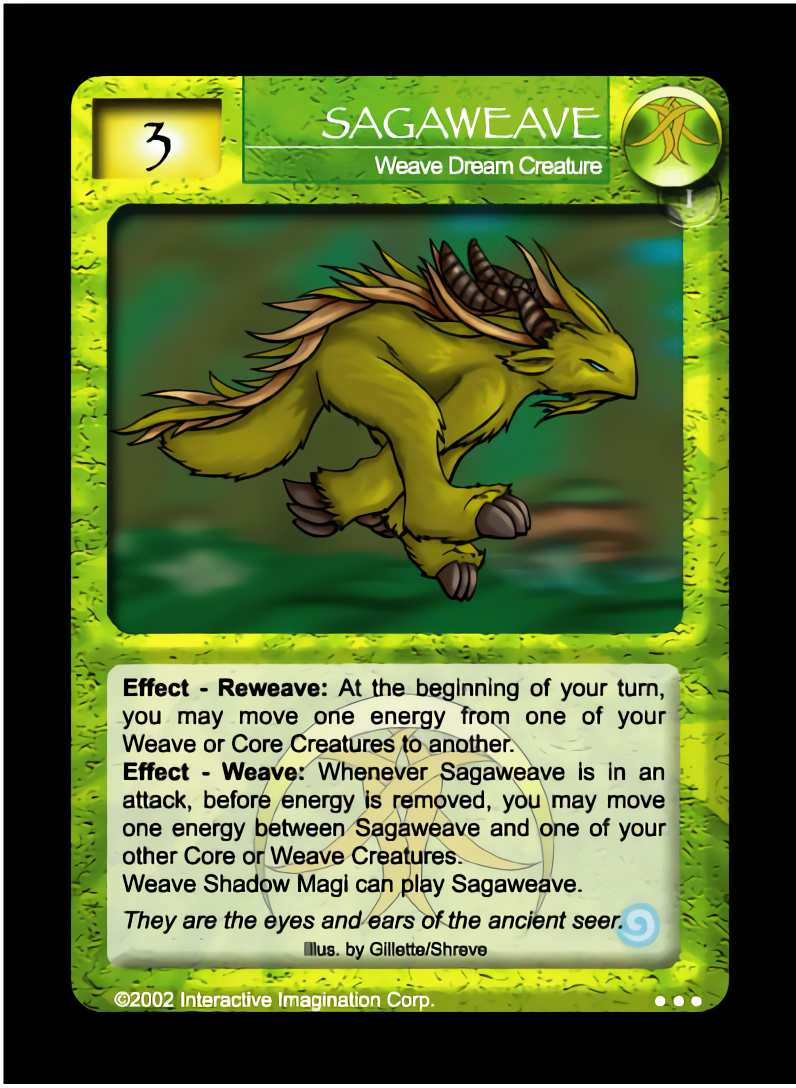 3
SAGAWEAVE
Weave Dream Creature
I
Effect - Reweave: At the beginning of your turn,
you may move one energy from one of your
Weave or Core Creatures to another.
Effect - Weave: Whenever Sagaweave is in an
attack, before energy is removed, you may move
one energy between Sagaweave and one of your
other Core or Weave Creatures.
Weave Shadow Magi can play Sagaweave.
They are the eyes and ears of the ancient seer.
Illus. by Gillette/Shreve
©2002 Interactive Imagination Corp.